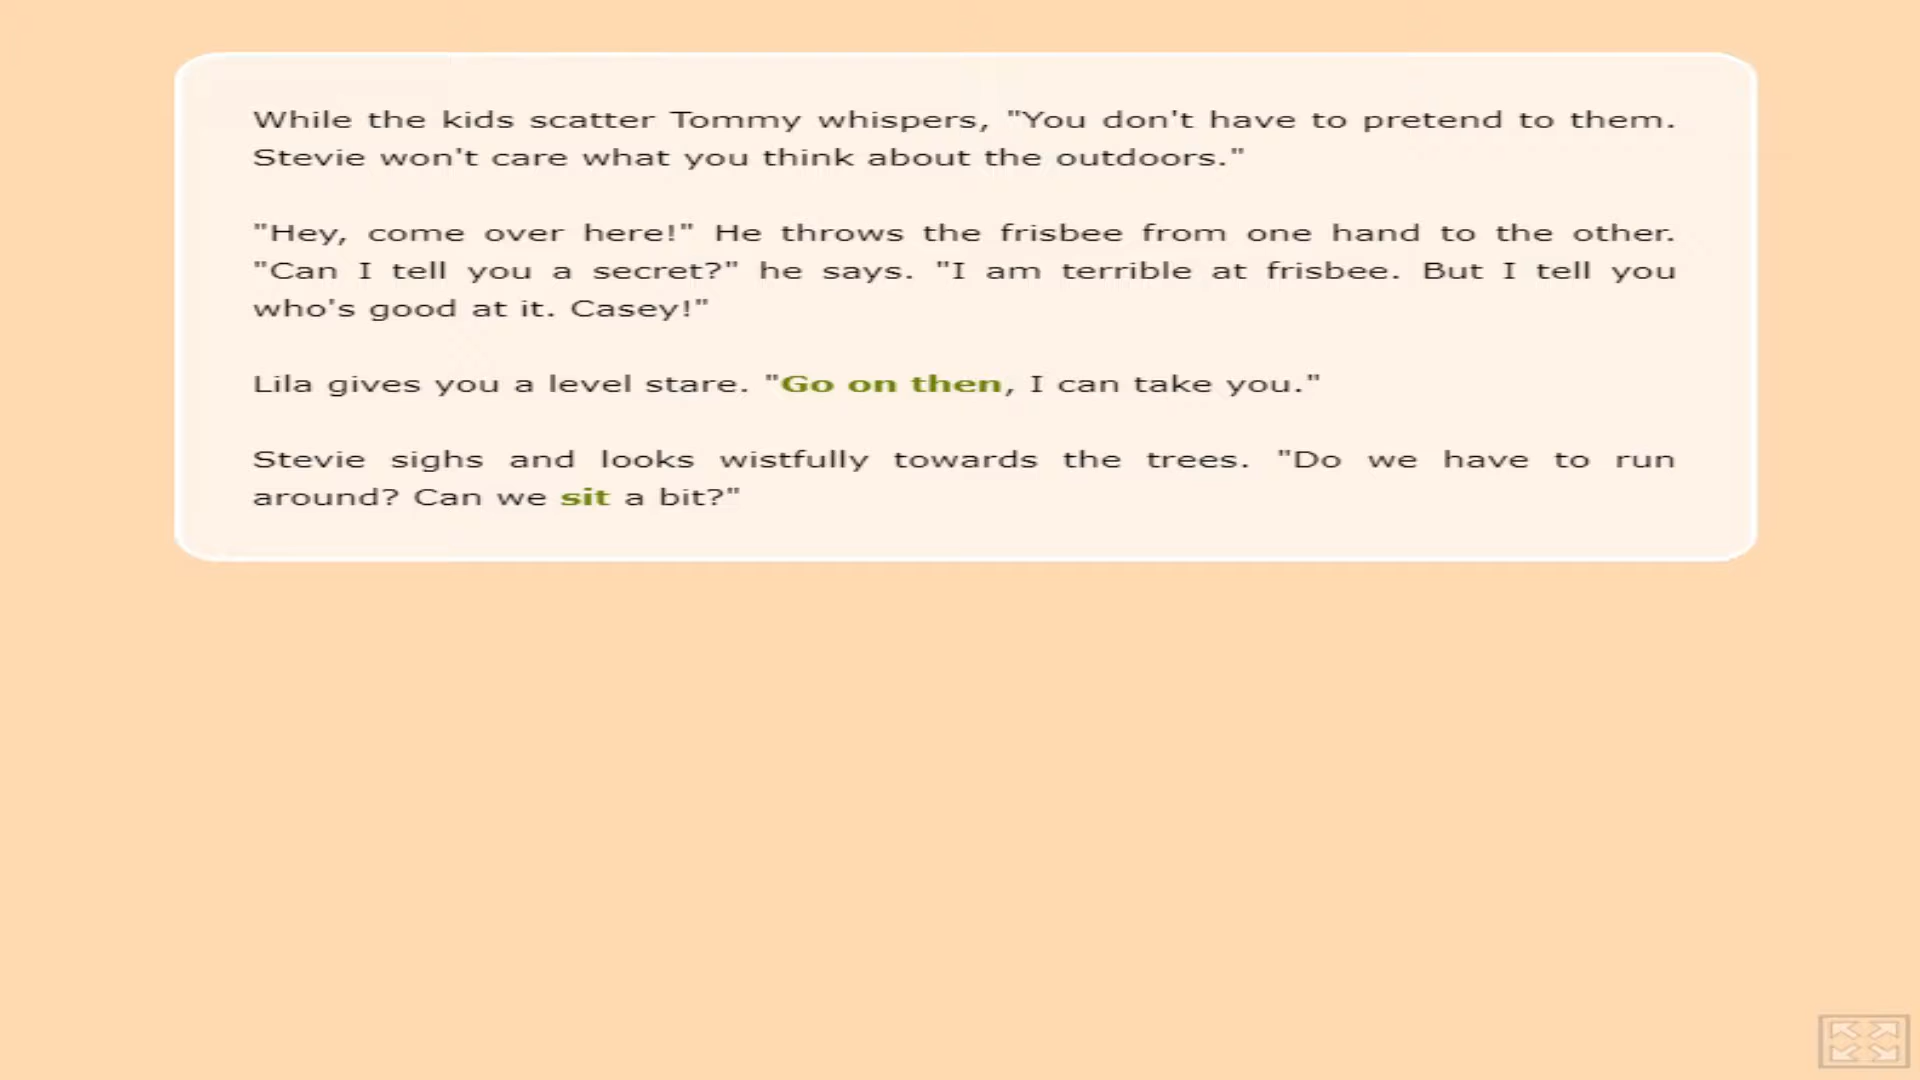 While the kids scatter Tommy whispers, "You don't have to pretend to them.
Stevie won't care what you think about the outdoors."
"Hey, come over here!" He throws the frisbee from one hand to the other.
"Can I tell you a secret?" he says. "I am terrible at frisbee. But I tell you
who's good at it. Casey!"
Lila gives you a level stare. "Go on then, I can take you."
Stevie sighs and looks wistfully towards the trees. "Do we have to run
around? Can we sit a bit?"